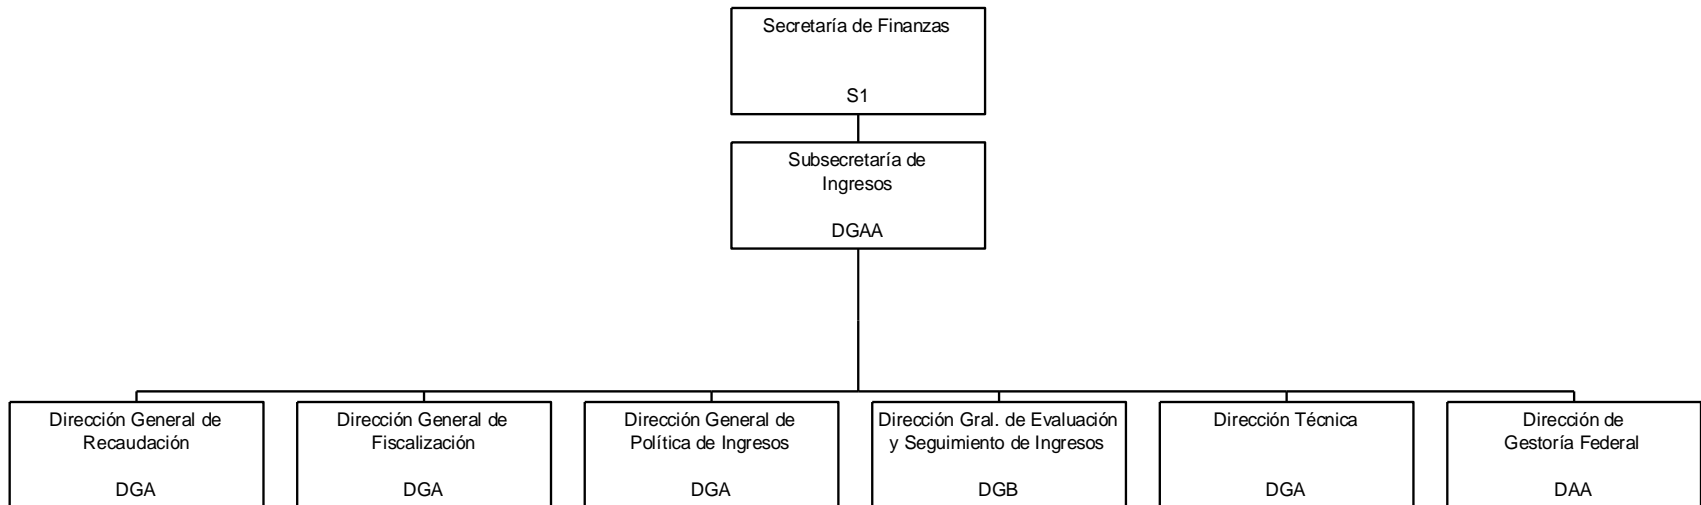 Secretaría de Finanzas
S1
Subsecretaría de
Ingresos
DGAA
Dirección General de
Recaudación
DGA
Dirección General de
Fiscalización
DGA
Dirección General de
Política de Ingresos
DGA
Dirección Gral. de Evaluación
y Seguimiento de Ingresos
DGB
Dirección Técnica
DGA
Dirección de
Gestoría Federal
DAA